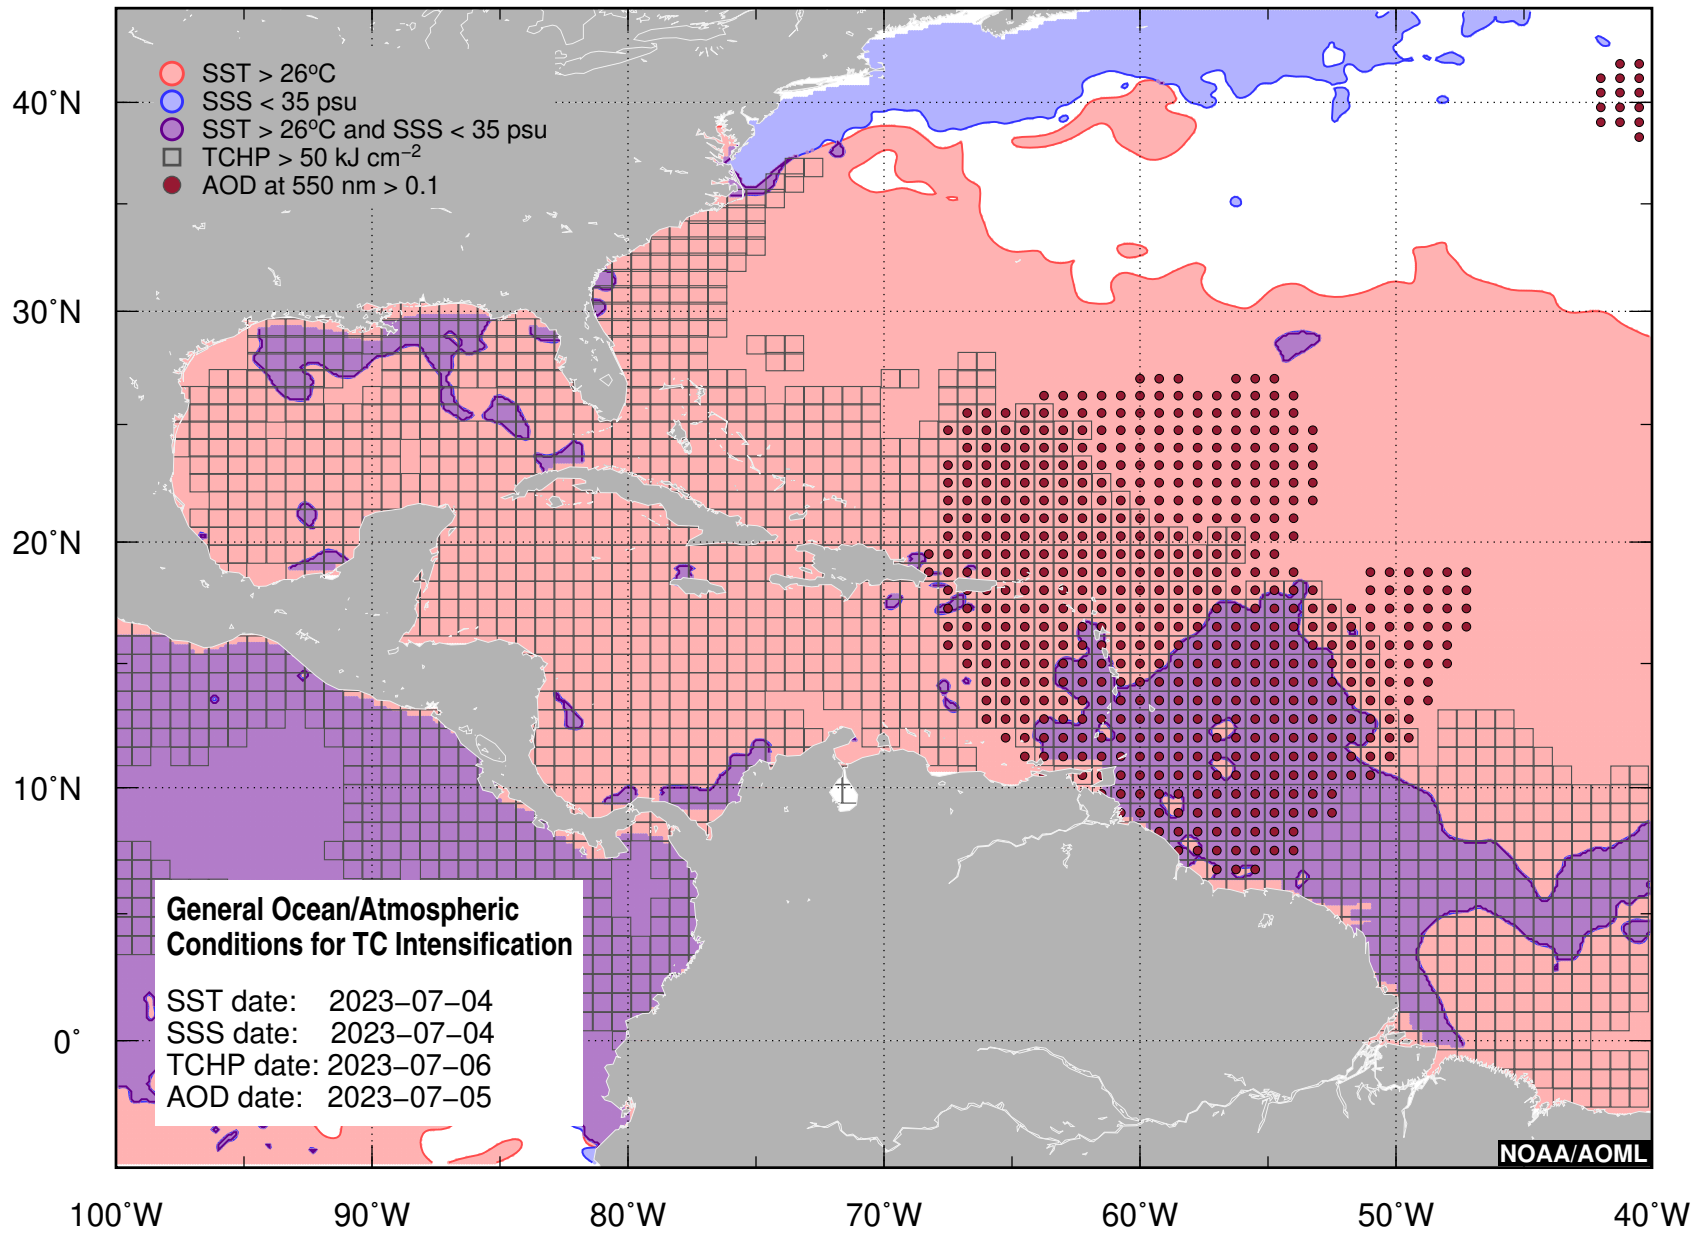 SST > 26ºC
SSS < 35 psu
SST > 26ºC and SSS < 35 psu
TCHP > 50 kJ cm⁻²
AOD at 550 nm > 0.1
40°N
30°N
20°N
10°N
0°
General Ocean/Atmospheric
Conditions for TC Intensification
SST date: 2023−07−04
SSS date: 2023−07−04
TCHP date: 2023−07−06
AOD date: 2023−07−05
NOAA/AOML
100°W 90°W 80°W 70°W 60°W 50°W 40°W